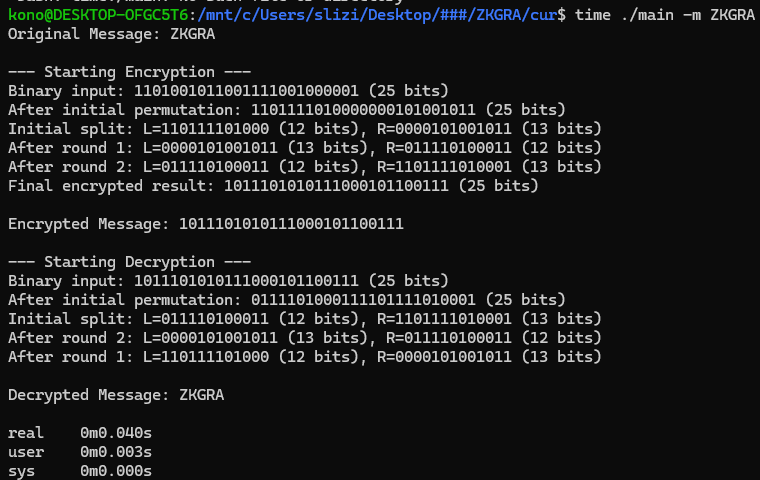 kono@DESKTOP-OFGC5T6:/mnt/c/Users/slizi/Desktop/###/ZKGRA/cur$ time ./main -m ZKGRA
Original Message: ZKGRA
--- Starting Encryption ---
Binary input: 1101001011001111001000001 (25 bits)
After initial permutation: 1101111010000000101001011 (25 bits)
Initial split: L=110111101000 (12 bits), R=0000101001011 (13 bits)
After round 1: L=0000101001011 (13 bits), R=011110100011 (12 bits)
After round 2: L=011110100011 (12 bits), R=1101111010001 (13 bits)
Final encrypted result: 1011101010111000101100111 (25 bits)
Encrypted Message: 1011101010111000101100111
--- Starting Decryption ---
Binary input: 1011101010111000101100111 (25 bits)
After initial permutation: 0111101000111101111010001 (25 bits)
Initial split: L=011110100011 (12 bits), R=1101111010001 (13 bits)
After round 2: L=0000101001011 (13 bits), R=011110100011 (12 bits)
After round 1: L=110111101000 (12 bits), R=0000101001011 (13 bits)
Decrypted Message: ZKGRA
real 0m0.040s
user 0m0.003s
sys 0m0.000s